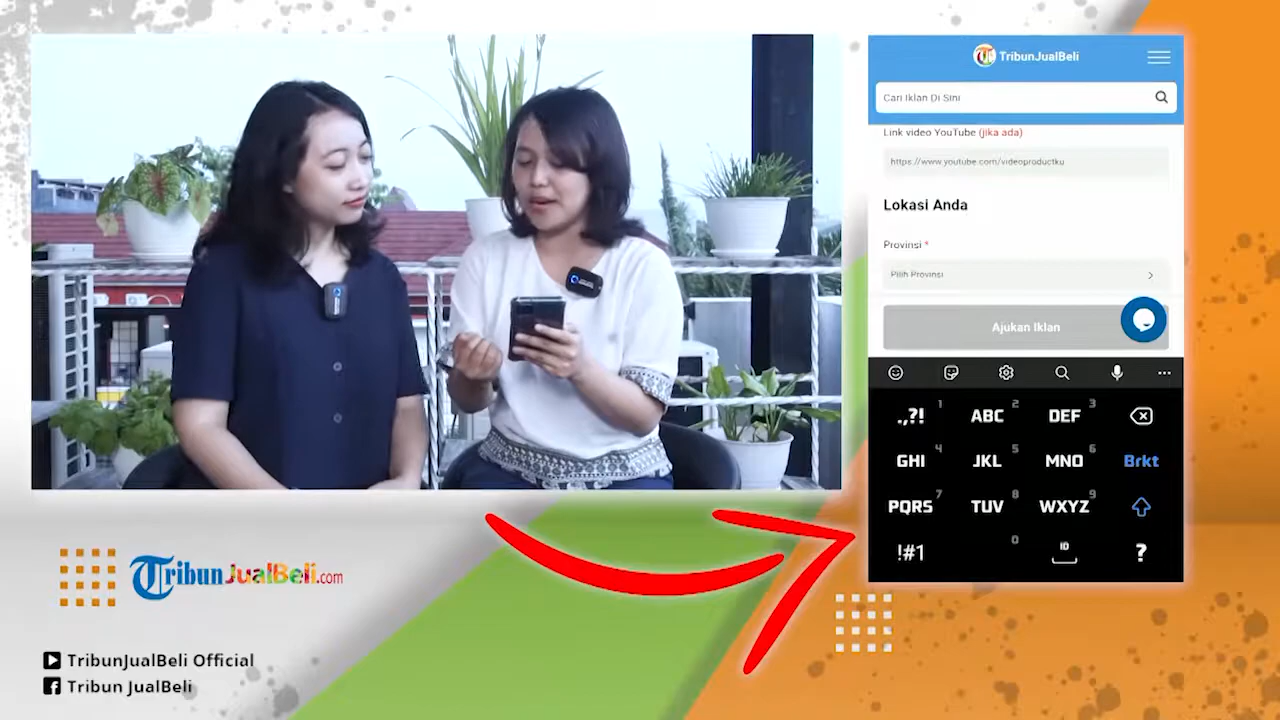 TribunJualBeli
Cari Iklan Di Sini
Link video YouTube (jika ada)
https://www.youtube.com/videoproductku
Lokasi Anda
Provinsi *
Pilih Provinsi
Ajukan Iklan
.,?! 1 ABC 2 DEF 3
GHI 4 JKL 5 MNO 6 Brkt
PQRS 7 TUV 8 WXYZ 9
!#1 0 ID ?
TribunJualBeli.com
TribunJualBeli Official
Tribun JualBeli